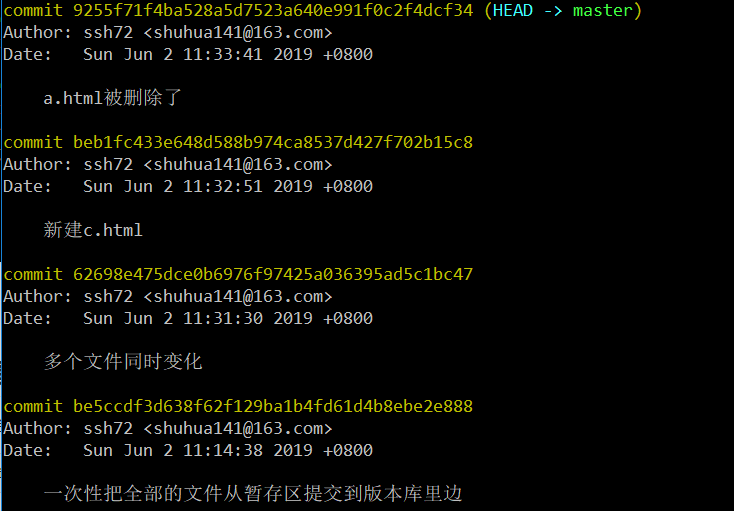 commit 9255f71f4ba528a5d7523a640e991f0c2f4dcf34 (HEAD -> master)
Author: ssh72 <shuhua141@163.com>
Date:   Sun Jun 2 11:33:41 2019 +0800
a.html被删除了
commit beb1fc433e648d588b974ca8537d427f702b15c8
Author: ssh72 <shuhua141@163.com>
Date:   Sun Jun 2 11:32:51 2019 +0800
新建c.html
commit 62698e475dce0b6976f97425a036395ad5c1bc47
Author: ssh72 <shuhua141@163.com>
Date:   Sun Jun 2 11:31:30 2019 +0800
多个文件同时变化
commit be5ccdf3d638f62f129ba1b4fd61d4b8ebe2e888
Author: ssh72 <shuhua141@163.com>
Date:   Sun Jun 2 11:14:38 2019 +0800
一次性把全部的文件从暂存区提交到版本库里边